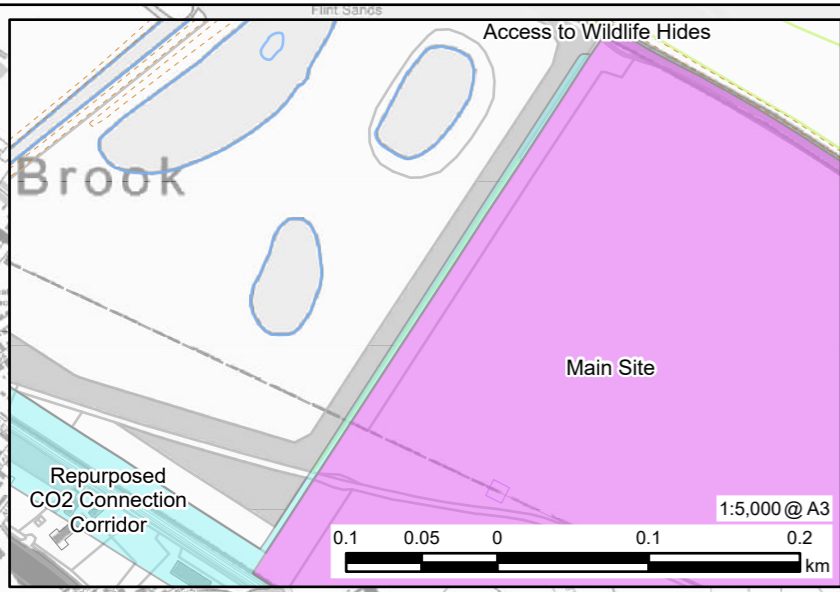 Flint Sands
Access to Wildlife Hides
Brook
Main Site
Repurposed
CO2 Connection
Corridor
1:5,000 @ A3
0.1 0.05 0 0.1 0.2
km